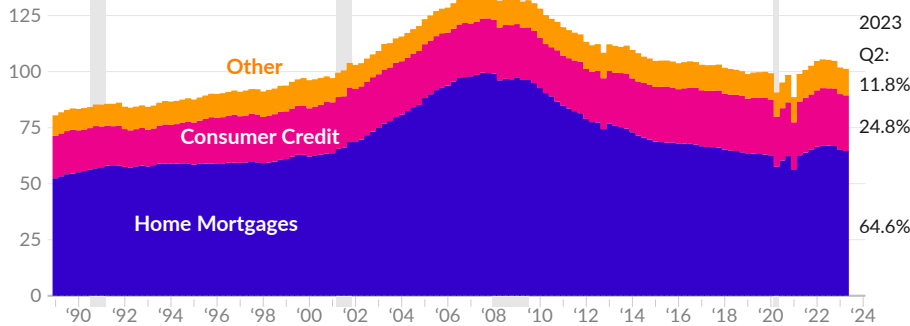 125
100
75
50
25
0
Other
Consumer Credit
Home Mortgages
2023
Q2:
11.8%
24.8%
64.6%
'90 '92 '94 '96 '98 '00 '02 '04 '06 '08 '10 '12 '14 '16 '18 '20 '22 '24